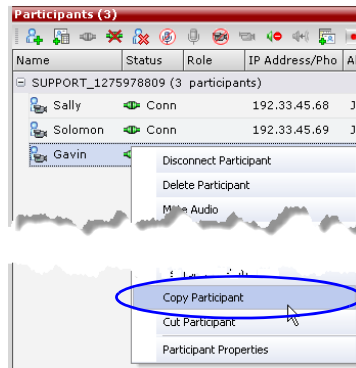 Participants (3)
Name Status Role IP Address/Pho
SUPPORT_1275978809 (3 participants)
Sally Conn 192.33.45.68
Solomon Conn 192.33.45.69
Gavin
Disconnect Participant
Delete Participant
Mute Audio
Copy Participant
Cut Participant
Participant Properties